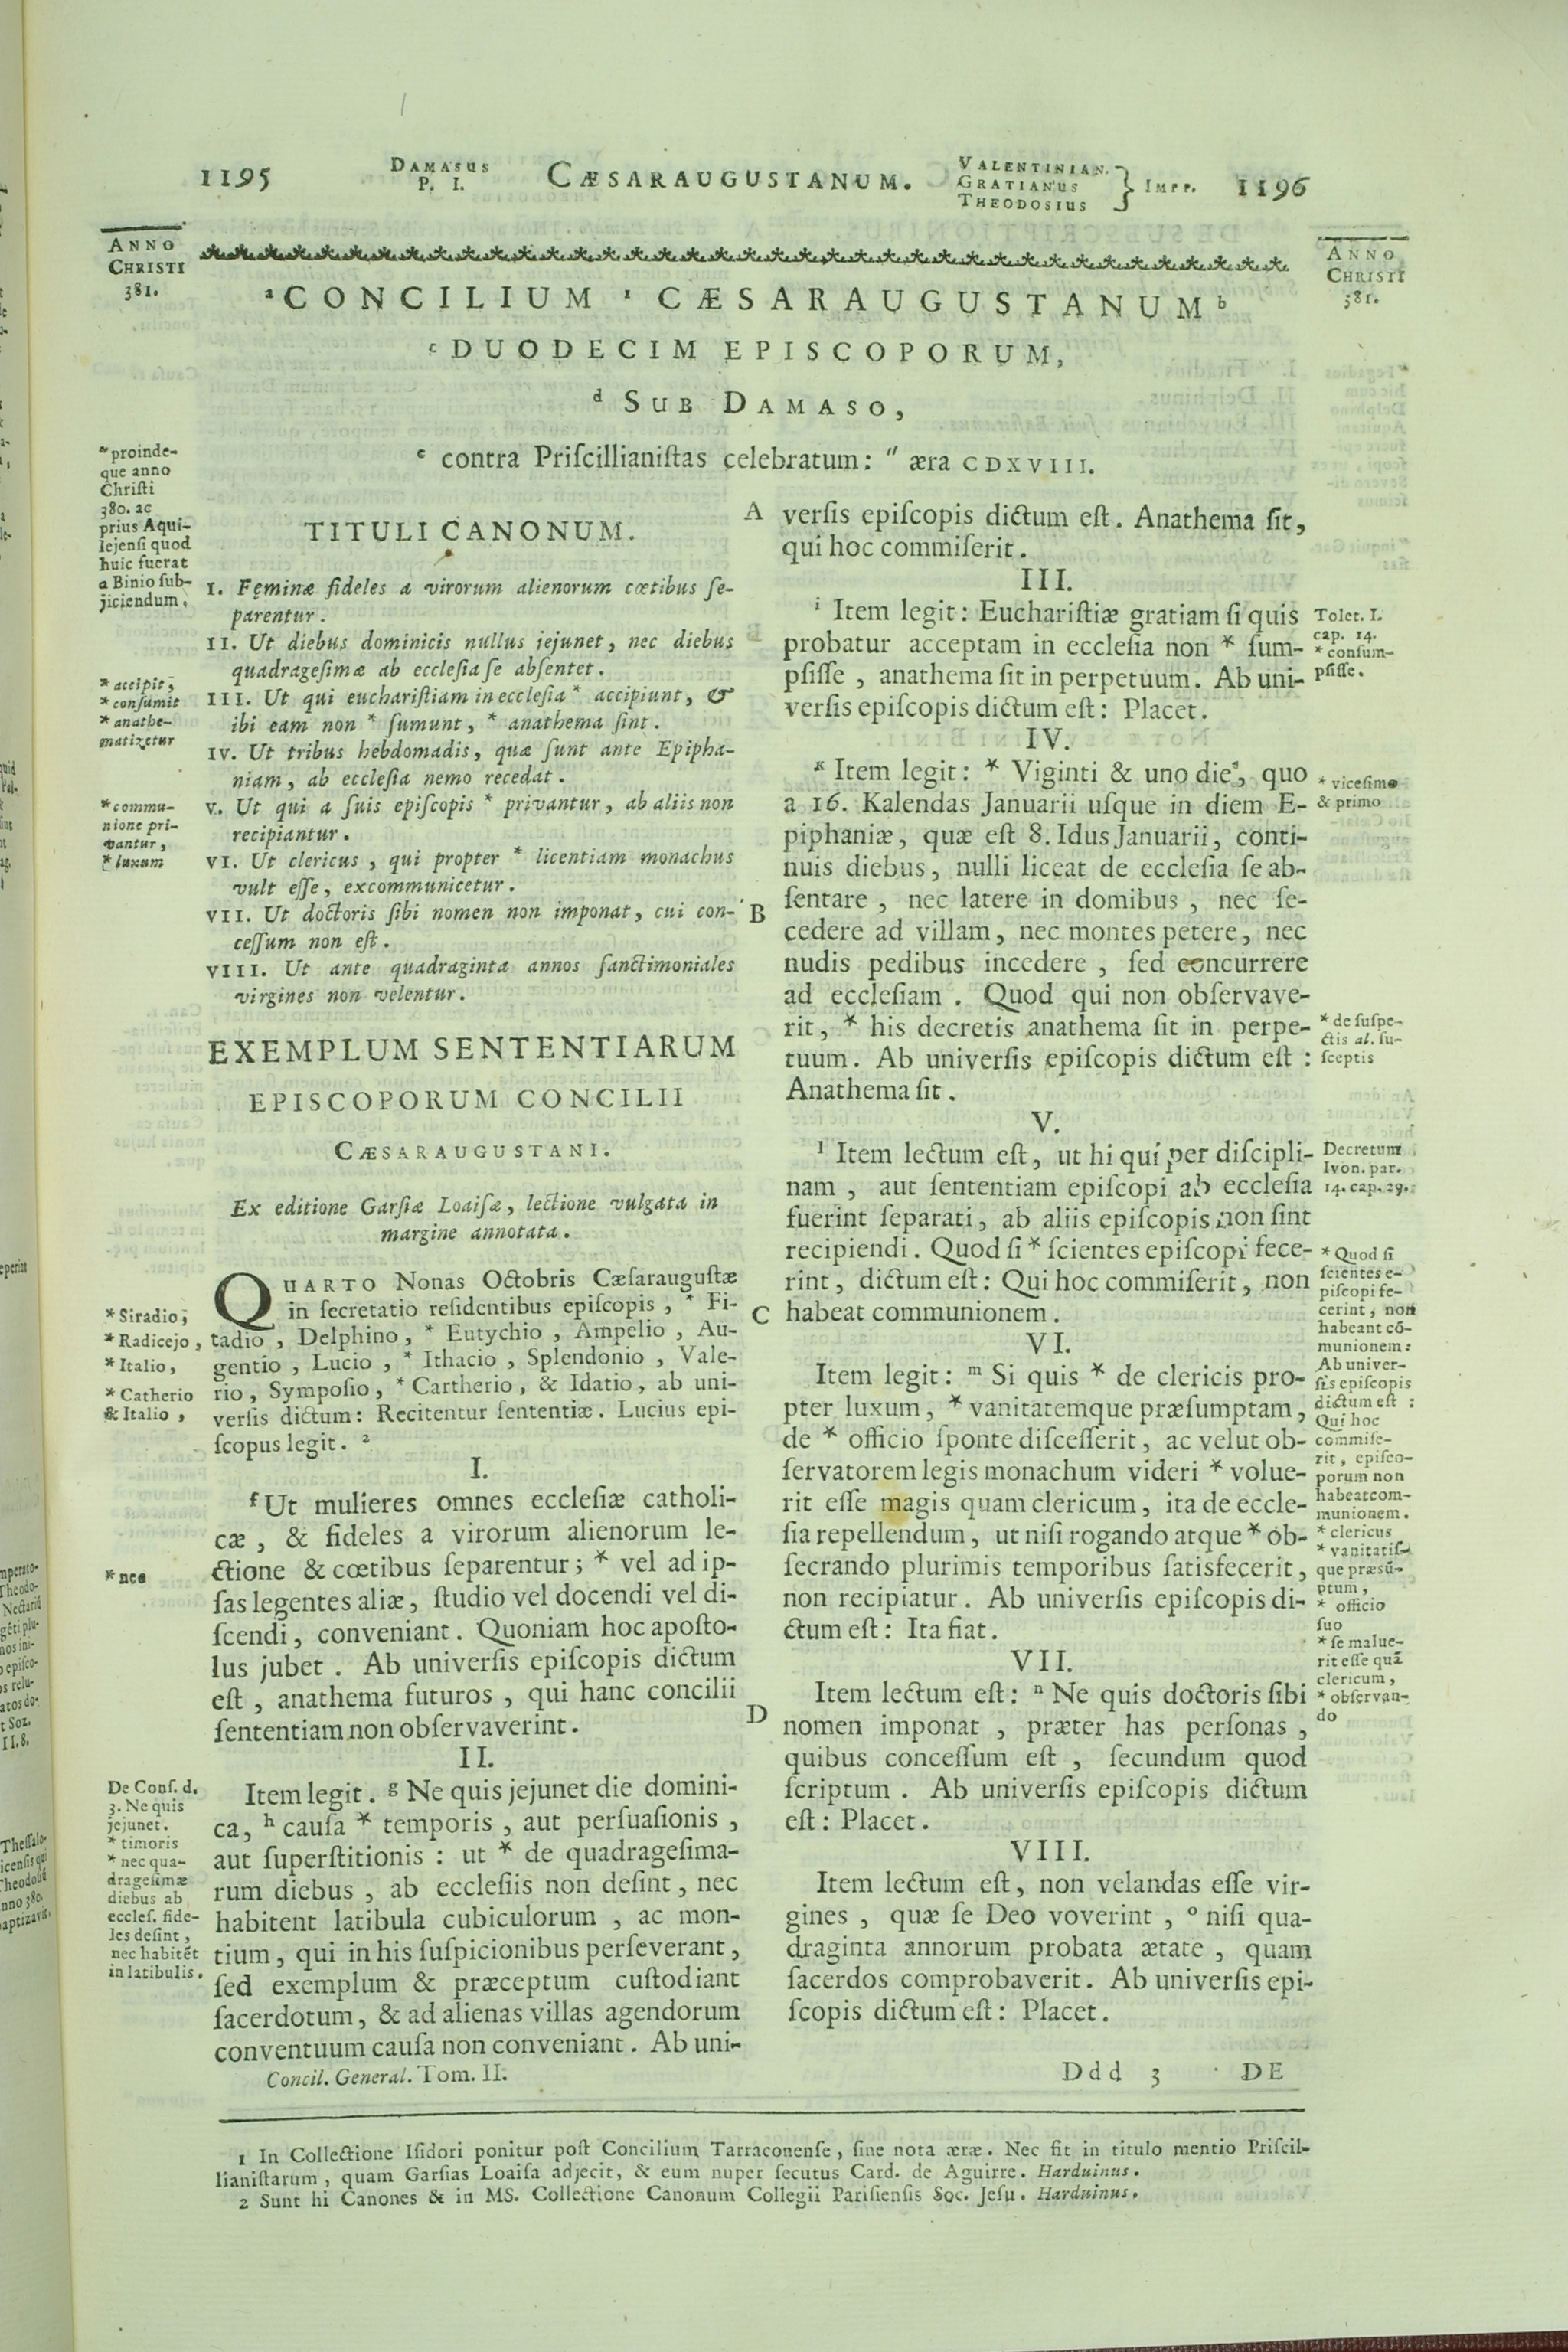 1195
DAMASUS
P. I.
CÆSARAUGUSTANUM.
VALENTINIAN.
GRATIANUS
THEODOSIUS
} IMPP.
1196
ANNO
CHRISTI
381.
ANNO
CHRISTI
381.
ᵃCONCILIUM ¹ CÆSARAUGUSTANUM ᵇ
ᶜ DUODECIM EPISCOPORUM,
ᵈ SUB DAMASO,
ᵉ contra Priſcillianiſtas celebratum: " æra CDXVIII.
" proinde-
que anno
Chriſti
380. ac
prius Aqui-
lejenſi quod
huic fuerat
a Binio ſub-
jiciendum.
TITULI CANONUM.
I. Feminæ fideles a virorum alienorum cœtibus ſe-
parentur.
II. Ut diebus dominicis nullus jejunet, nec diebus
quadrageſimæ ab eccleſia ſe abſentet.
III. Ut qui euchariſtiam in eccleſia * accipiunt, &
ibi eam non * ſumunt, * anathema ſint.
IV. Ut tribus hebdomadis, quæ ſunt ante Epipha-
niam, ab eccleſia nemo recedat.
V. Ut qui a ſuis epiſcopis * privantur, ab aliis non
recipiantur.
VI. Ut clericus, qui propter * licentiam monachus
vult eſſe, excommunicetur.
VII. Ut doctoris ſibi nomen non imponat, cui con-
ceſſum non eſt.
VIII. Ut ante quadraginta annos ſanctimoniales
virgines non velentur.
* accipit,
* conſumit
* anathe-
matizetur
* commu-
nione pri-
vantur,
* luxum
EXEMPLUM SENTENTIARUM
EPISCOPORUM CONCILII
CÆSARAUGUSTANI.
Ex editione Garſiæ Loaiſæ, lectione vulgata in
margine annotata.
QUARTO Nonas Octobris Cæſarauguſtæ
in ſecretatio reſidentibus epiſcopis, * Fi-
tadio, Delphino, * Eutychio, Ampelio, Au-
gentio, Lucio, * Ithacio, Splendonio, Vale-
rio, Sympoſio, * Cartherio, & Idatio, ab uni-
verſis dictum: Recitentur ſententiæ. Lucius epi-
ſcopus legit. ²
* Siradio,
* Radicejo,
* Italio,
* Catherio
& Italio,
I.
ᶠUt mulieres omnes eccleſiæ catholi-
cæ, & fideles a virorum alienorum le-
ctione & cœtibus ſeparentur; * vel ad ip-
ſas legentes aliæ, ſtudio vel docendi vel di-
ſcendi, conveniant. Quoniam hoc apoſto-
lus jubet. Ab univerſis epiſcopis dictum
eſt, anathema futuros, qui hanc concilii
ſententiam non obſervaverint.
* nec
II.
Item legit. ᵍ Ne quis jejunet die domini-
ca, ʰ cauſa * temporis, aut perſuaſionis,
aut ſuperſtitionis: ut * de quadrageſima-
rum diebus, ab eccleſiis non deſint, nec
habitent latibula cubiculorum, ac mon-
tium, qui in his ſuſpicionibus perſeverant,
ſed exemplum & præceptum cuſtodiant
ſacerdotum, & ad alienas villas agendorum
conventuum cauſa non conveniant. Ab uni-
De Conſ. d.
3. Ne quis
jejunet.
* timoris
* nec qua-
drageſimæ
diebus ab
eccleſ. fide-
les deſint,
nec habitēt
in latibulis.
Concil. General. Tom. II.
A
B
C
D
verſis epiſcopis dictum eſt. Anathema ſit,
qui hoc commiſerit.
III.
ⁱ Item legit: Euchariſtiæ gratiam ſi quis
probatur acceptam in eccleſia non * ſum-
pſiſſe, anathema ſit in perpetuum. Ab uni-
verſis epiſcopis dictum eſt: Placet.
Tolet. I.
cap. 14.
* conſum-
pſiſſe.
IV.
ᵏ Item legit: * Viginti & uno die, quo
a 16. Kalendas Januarii uſque in diem E-
piphaniæ, quæ eſt 8. Idus Januarii, conti-
nuis diebus, nulli liceat de eccleſia ſe ab-
ſentare, nec latere in domibus, nec ſe-
cedere ad villam, nec montes petere, nec
nudis pedibus incedere, ſed concurrere
ad eccleſiam. Quod qui non obſervave-
rit, * his decretis anathema ſit in perpe-
tuum. Ab univerſis epiſcopis dictum eſt:
Anathema ſit.
* viceſimo
& primo
* de ſuſpe-
ctis al. ſu-
ſceptis
V.
ˡ Item lectum eſt, ut hi qui per diſcipli-
nam, aut ſententiam epiſcopi ab eccleſia
fuerint ſeparati, ab aliis epiſcopis non ſint
recipiendi. Quod ſi * ſcientes epiſcopi fece-
rint, dictum eſt: Qui hoc commiſerit, non
habeat communionem.
Decretum
Ivon. par.
14. cap. 29.
* Quod ſi
ſcientes e-
piſcopi fe-
cerint, non
habeant cō-
munionem:
Ab univer-
ſis epiſcopis
dictum eſt:
Qui hoc
commiſe-
rit, epiſco-
porum non
habeat com-
munionem.
VI.
Item legit: ᵐ Si quis * de clericis pro-
pter luxum, * vanitatemque præſumptam,
de * officio ſponte diſceſſerit, ac velut ob-
ſervatorem legis monachum videri * volue-
rit eſſe magis quam clericum, ita de eccle-
ſia repellendum, ut niſi rogando atque * ob-
ſecrando plurimis temporibus ſatisfecerit,
non recipiatur. Ab univerſis epiſcopis di-
ctum eſt: Ita fiat.
* clericus
* vanitatiſ-
que præsū-
ptum,
* officio
ſuo
* ſe malue-
rit eſſe quā
clericum,
* obſervan-
do
VII.
Item lectum eſt: ⁿ Ne quis doctoris ſibi
nomen imponat, præter has perſonas,
quibus conceſſum eſt, ſecundum quod
ſcriptum. Ab univerſis epiſcopis dictum
eſt: Placet.
VIII.
Item lectum eſt, non velandas eſſe vir-
gines, quæ ſe Deo voverint, ᵒ niſi qua-
draginta annorum probata ætate, quam
ſacerdos comprobaverit. Ab univerſis epi-
ſcopis dictum eſt: Placet.
Ddd 3
DE
1 In Collectione Iſidori ponitur poſt Concilium Tarraconenſe, ſine nota æræ. Nec fit in titulo mentio Priſcil-
lianiſtarum, quam Garſias Loaiſa adjecit, & eum nuper ſecutus Card. de Aguirre. Harduinus.
2 Sunt hi Canones & in MS. Collectione Canonum Collegii Pariſienſis Soc. Jeſu. Harduinus.